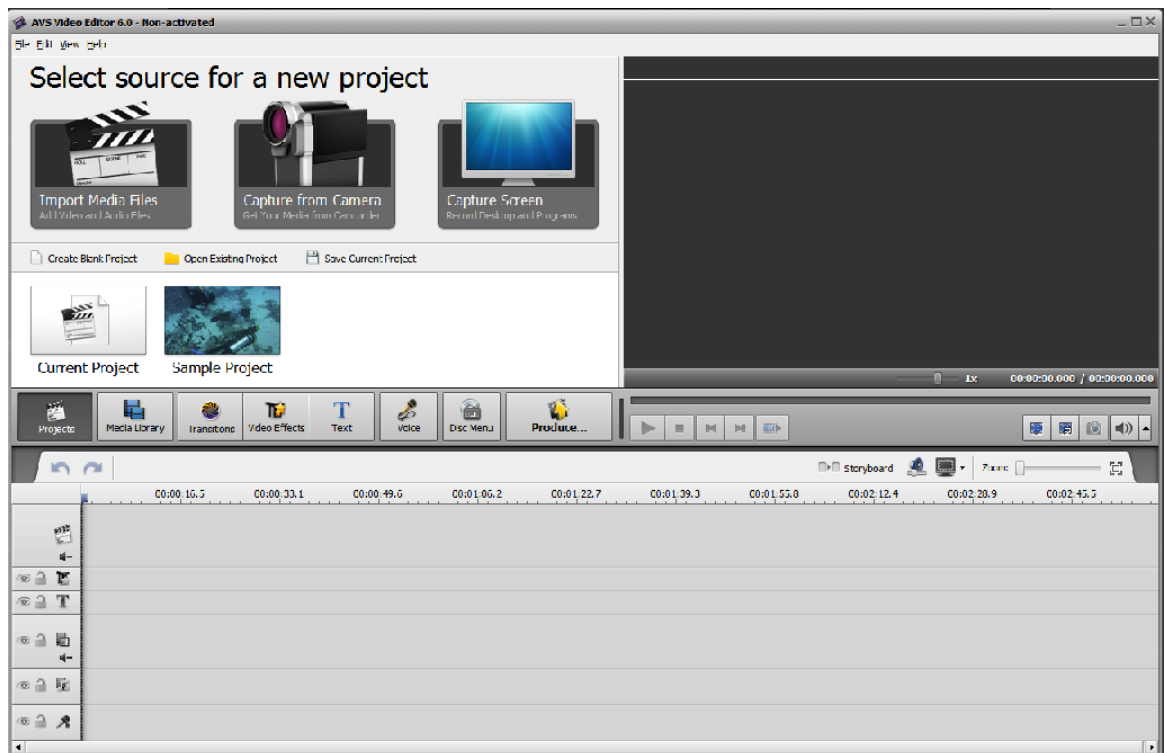 AVS Video Editor 6.0 - Non-activated
File Edit View Help
Select source for a new project
Import Media Files
Add Video and Audio Files
Capture from Camera
Get Your Media from Camcorder
Capture Screen
Record Desktop and Programs
Create Blank Project Open Existing Project Save Current Project
Current Project Sample Project
1x 00:00:00.000 / 00:00:00.000
Projects Media Library Transitions Video Effects Text Voice Disc Menu Produce...
Storyboard Zoom:
00:00:16.5 00:00:33.1 00:00:49.6 00:01:06.2 00:01:22.7 00:01:39.3 00:01:55.8 00:02:12.4 00:02:28.9 00:02:45.5
T